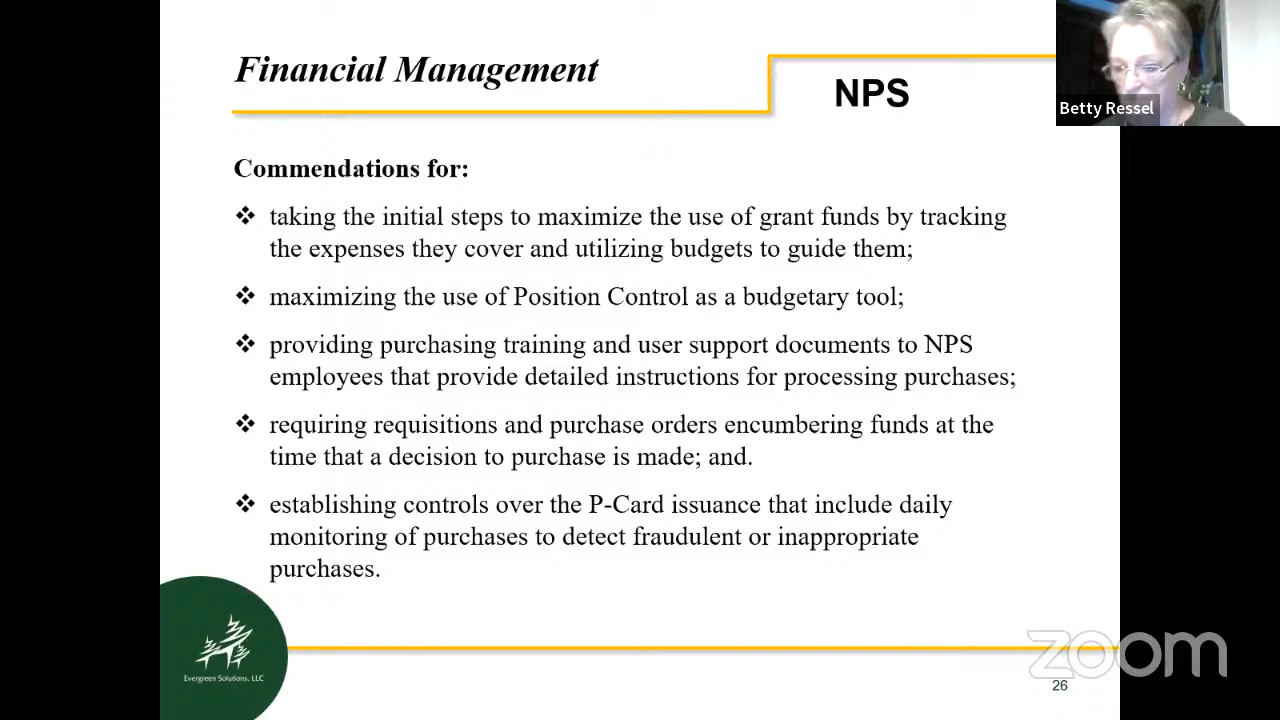 Financial Management
NPS
Betty Ressel
Commendations for:
❖ taking the initial steps to maximize the use of grant funds by tracking
the expenses they cover and utilizing budgets to guide them;
❖ maximizing the use of Position Control as a budgetary tool;
❖ providing purchasing training and user support documents to NPS
employees that provide detailed instructions for processing purchases;
❖ requiring requisitions and purchase orders encumbering funds at the
time that a decision to purchase is made; and.
❖ establishing controls over the P-Card issuance that include daily
monitoring of purchases to detect fraudulent or inappropriate
purchases.
Evergreen Solutions, LLC
zoom
26